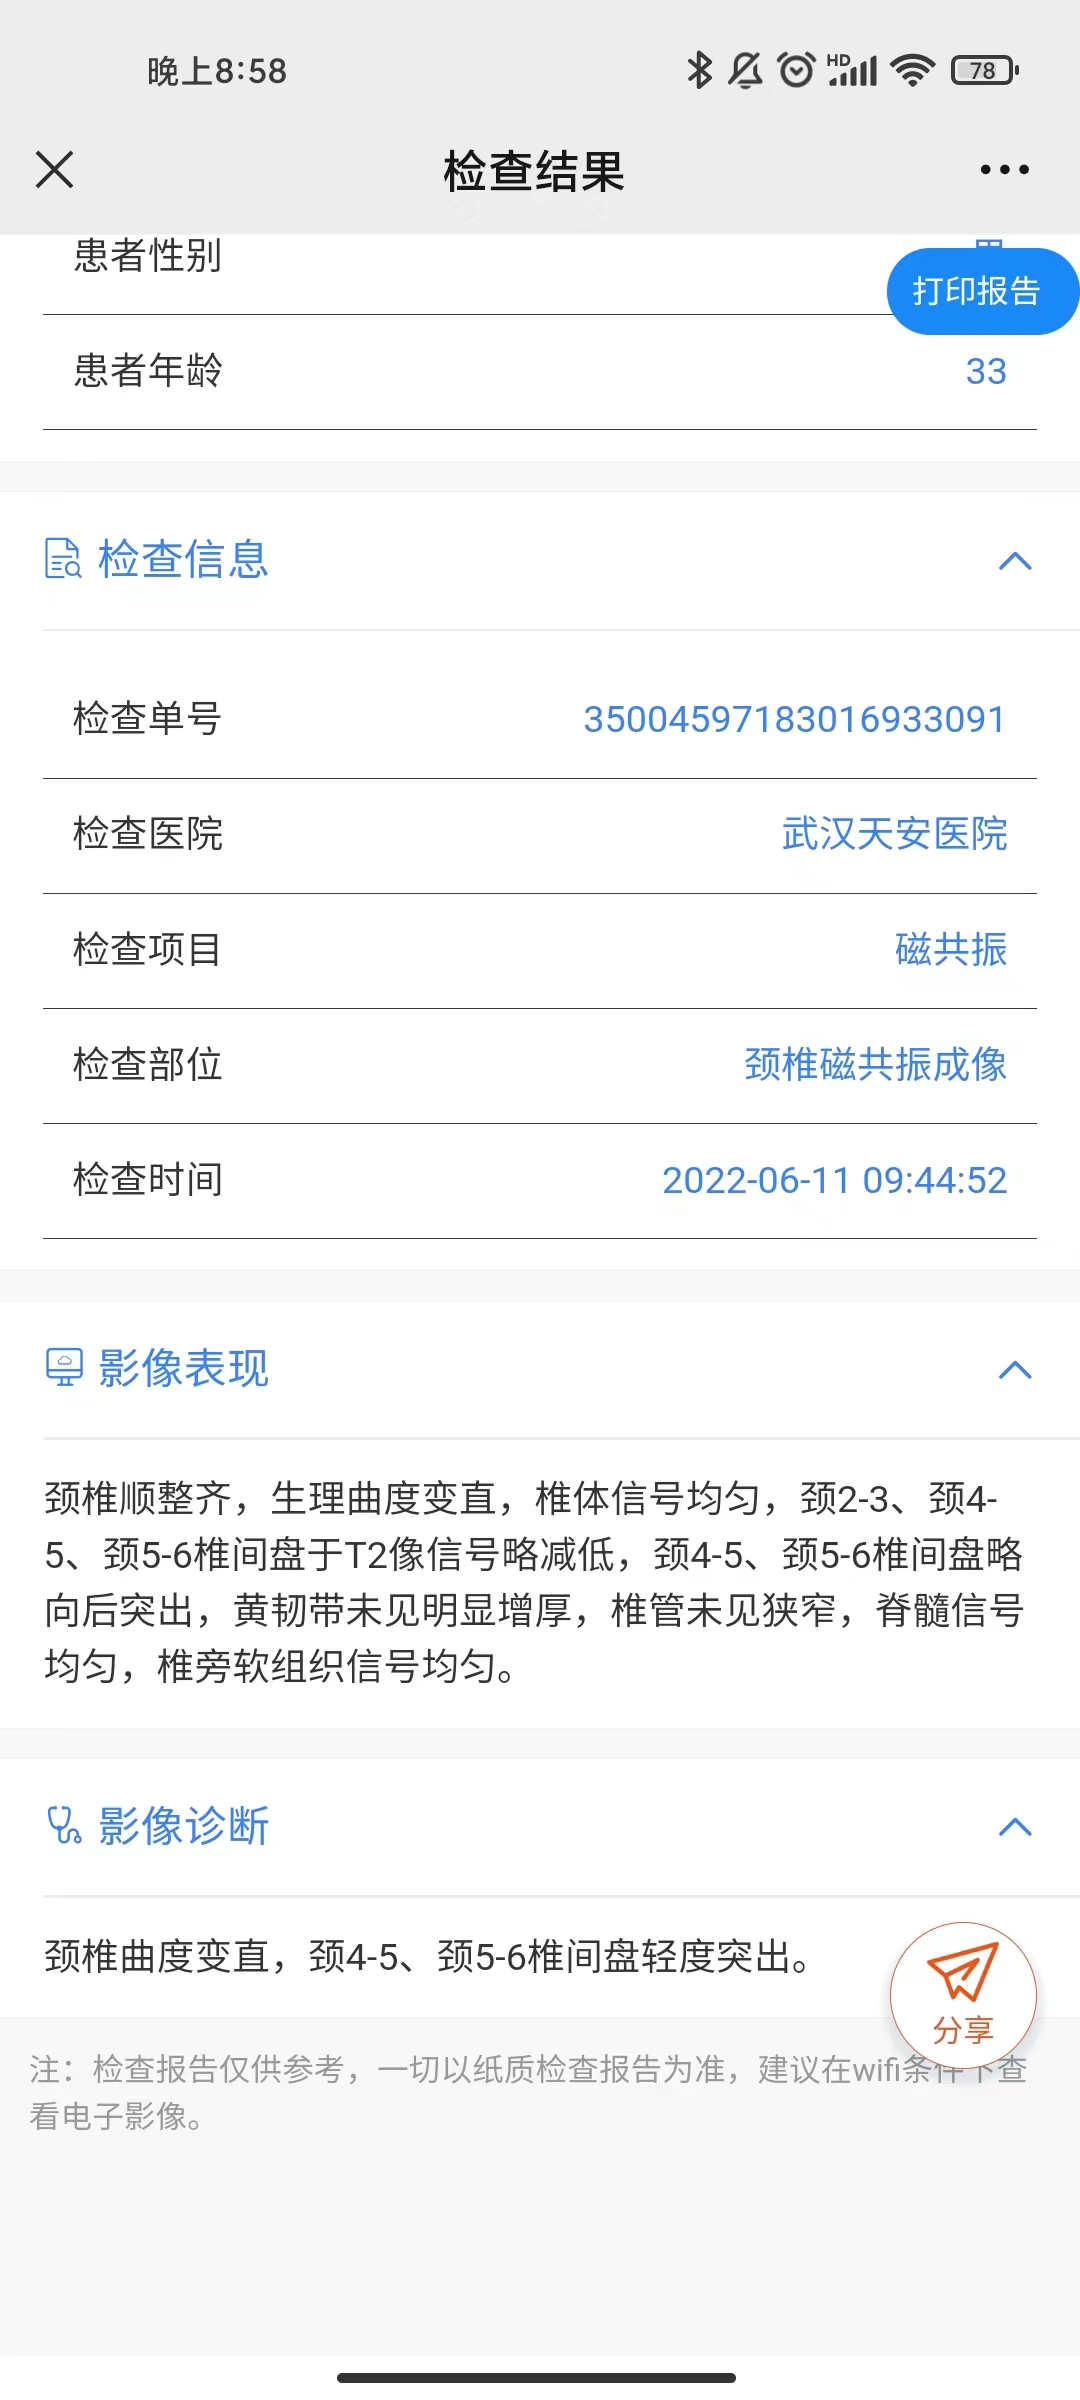 晚上8:58
HD
78
检查结果
患者性别
打印报告
患者年龄
33
检查信息
检查单号
35004597183016933091
检查医院
武汉天安医院
检查项目
磁共振
检查部位
颈椎磁共振成像
检查时间
2022-06-11 09:44:52
影像表现
颈椎顺整齐，生理曲度变直，椎体信号均匀，颈2-3、颈4-
5、颈5-6椎间盘于T2像信号略减低，颈4-5、颈5-6椎间盘略
向后突出，黄韧带未见明显增厚，椎管未见狭窄，脊髓信号
均匀，椎旁软组织信号均匀。
影像诊断
颈椎曲度变直，颈4-5、颈5-6椎间盘轻度突出。
分享
注：检查报告仅供参考，一切以纸质检查报告为准，建议在wifi条件下查
看电子影像。